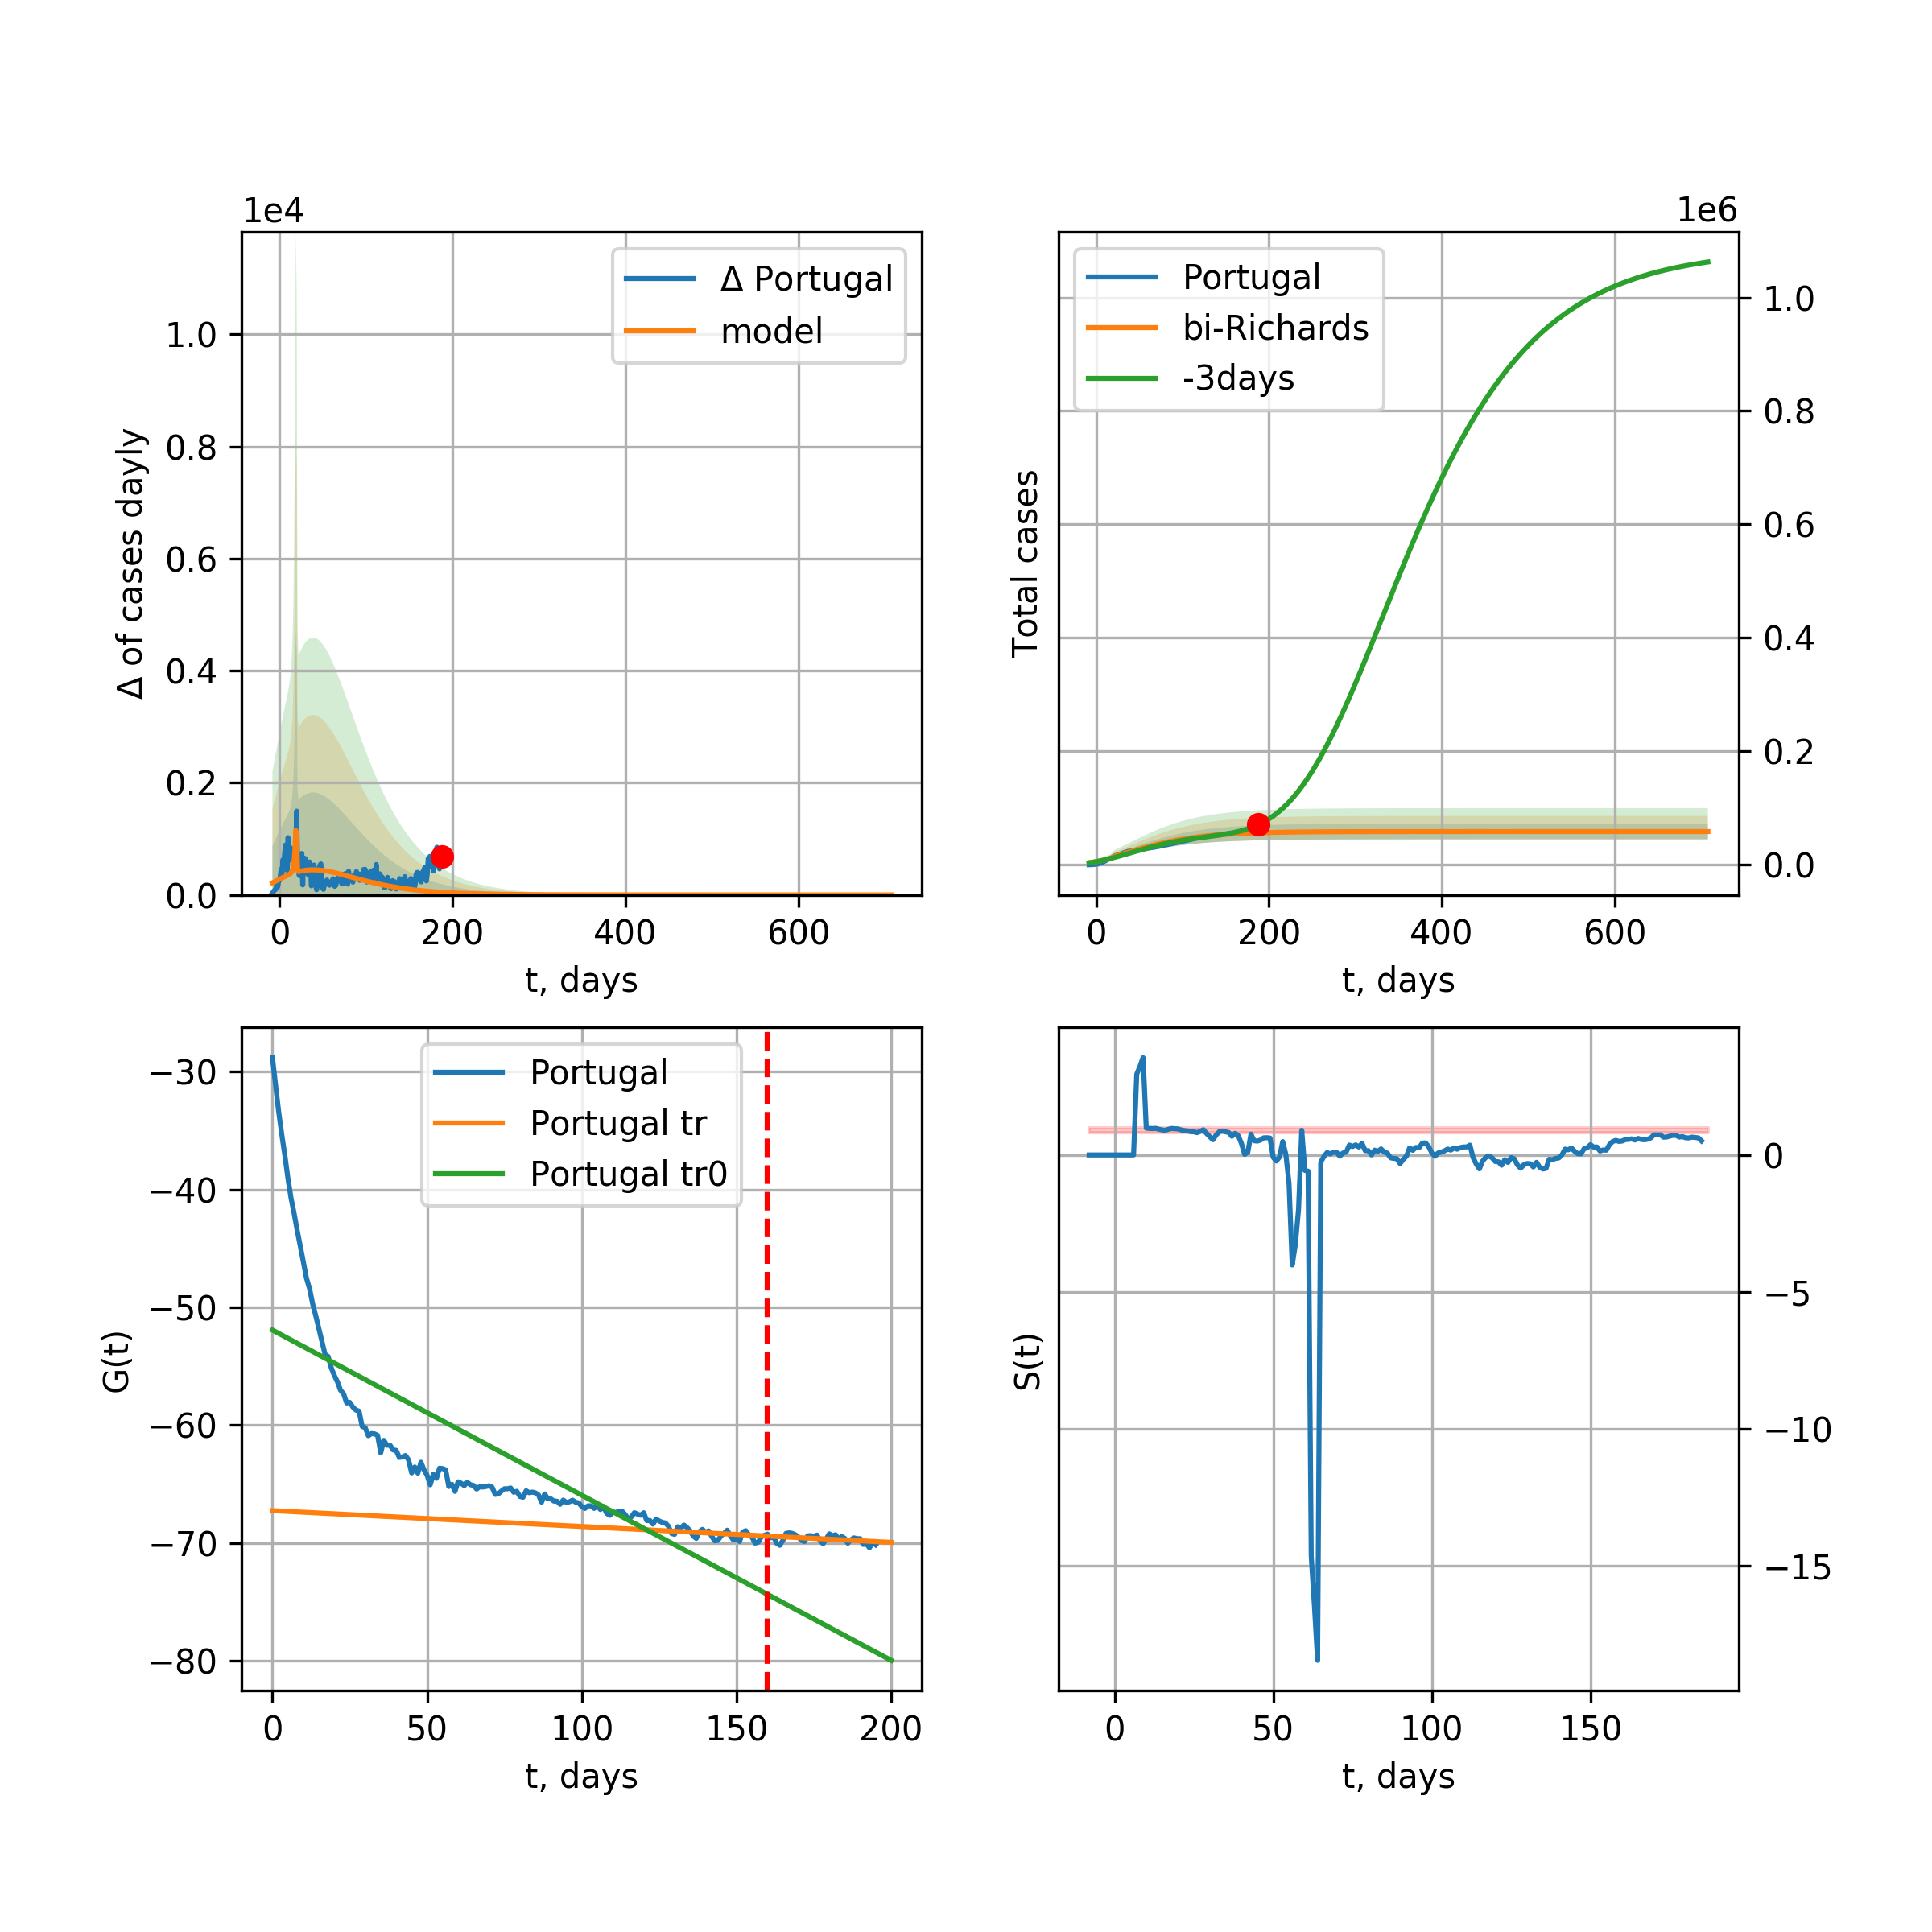 1e4
Δ Portugal
model
1.0
0.8
0.6
0.4
0.2
0.0
Δ of cases dayly
0 200 400 600
t, days
1e6
Portugal
bi-Richards
-3days
1.0
0.8
0.6
0.4
0.2
0.0
Total cases
0 200 400 600
t, days
Portugal
Portugal tr
Portugal tr0
−30
−40
−50
−60
−70
−80
G(t)
0 50 100 150 200
t, days
0
−5
−10
−15
S(t)
0 50 100 150
t, days